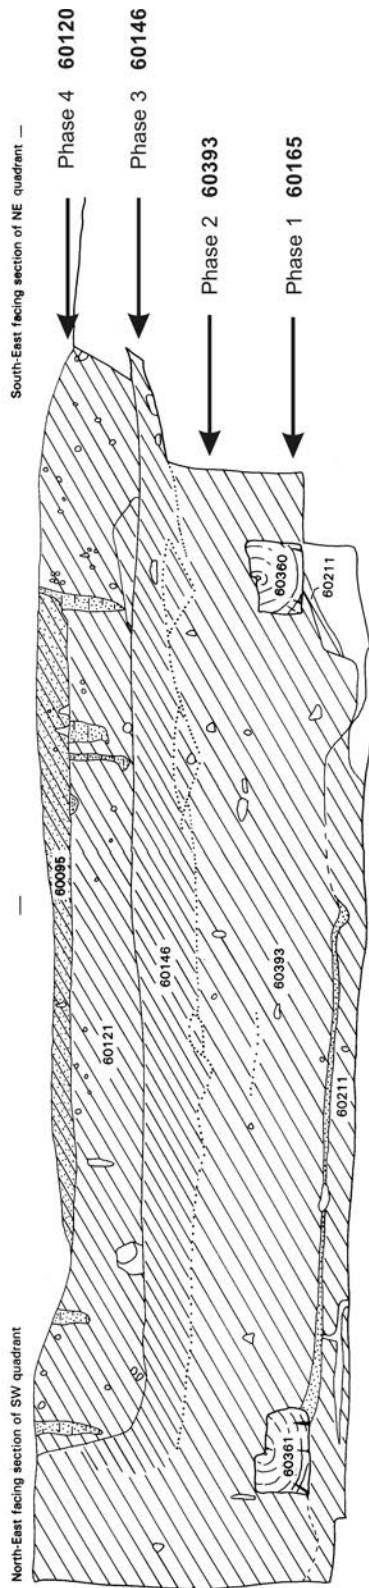 North-East facing section of SW quadrant
South-East facing section of NE quadrant
Phase 4 60120
Phase 3 60146
Phase 2 60393
Phase 1 60165
60095
60121
60146
60393
60211
60361
60360
60211